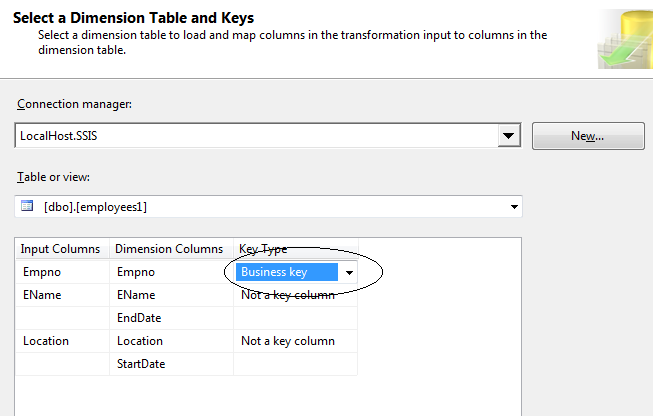 Select a Dimension Table and Keys
Select a dimension table to load and map columns in the transformation input to columns in the
dimension table.
Connection manager:
LocalHost.SSIS
New...
Table or view:
[dbo].[employees1]
Input Columns Dimension Columns Key Type
Empno Empno Business key
EName EName Not a key column
EndDate
Location Location Not a key column
StartDate